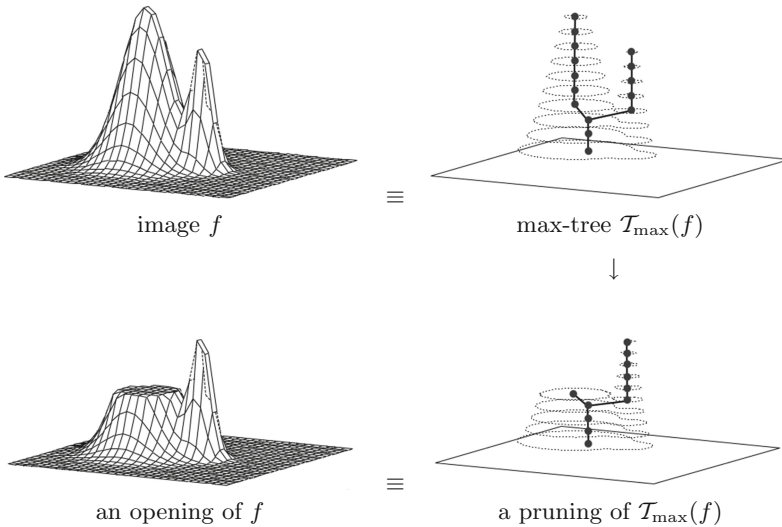 ≡
image f
max-tree 𝒯max(f)
↓
≡
an opening of f
a pruning of 𝒯max(f)